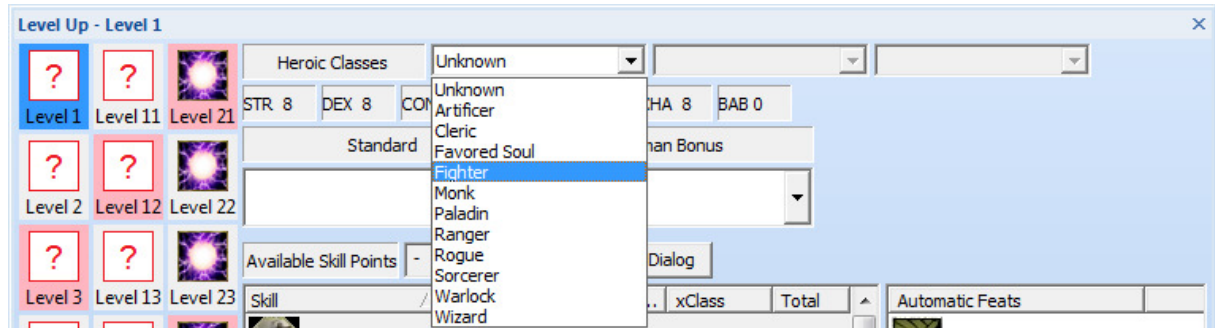 Level Up - Level 1
? ? Heroic Classes Unknown
Level 1 Level 11 Level 21
STR 8 DEX 8 CON HA 8 BAB 0
Unknown
Artificer
Cleric
Favored Soul
Fighter
Monk
Paladin
Ranger
Rogue
Sorcerer
Warlock
Wizard
Standard man Bonus
? ?
Level 2 Level 12 Level 22
? ? Available Skill Points - Dialog
Level 3 Level 13 Level 23
Skill / .. xClass Total Automatic Feats